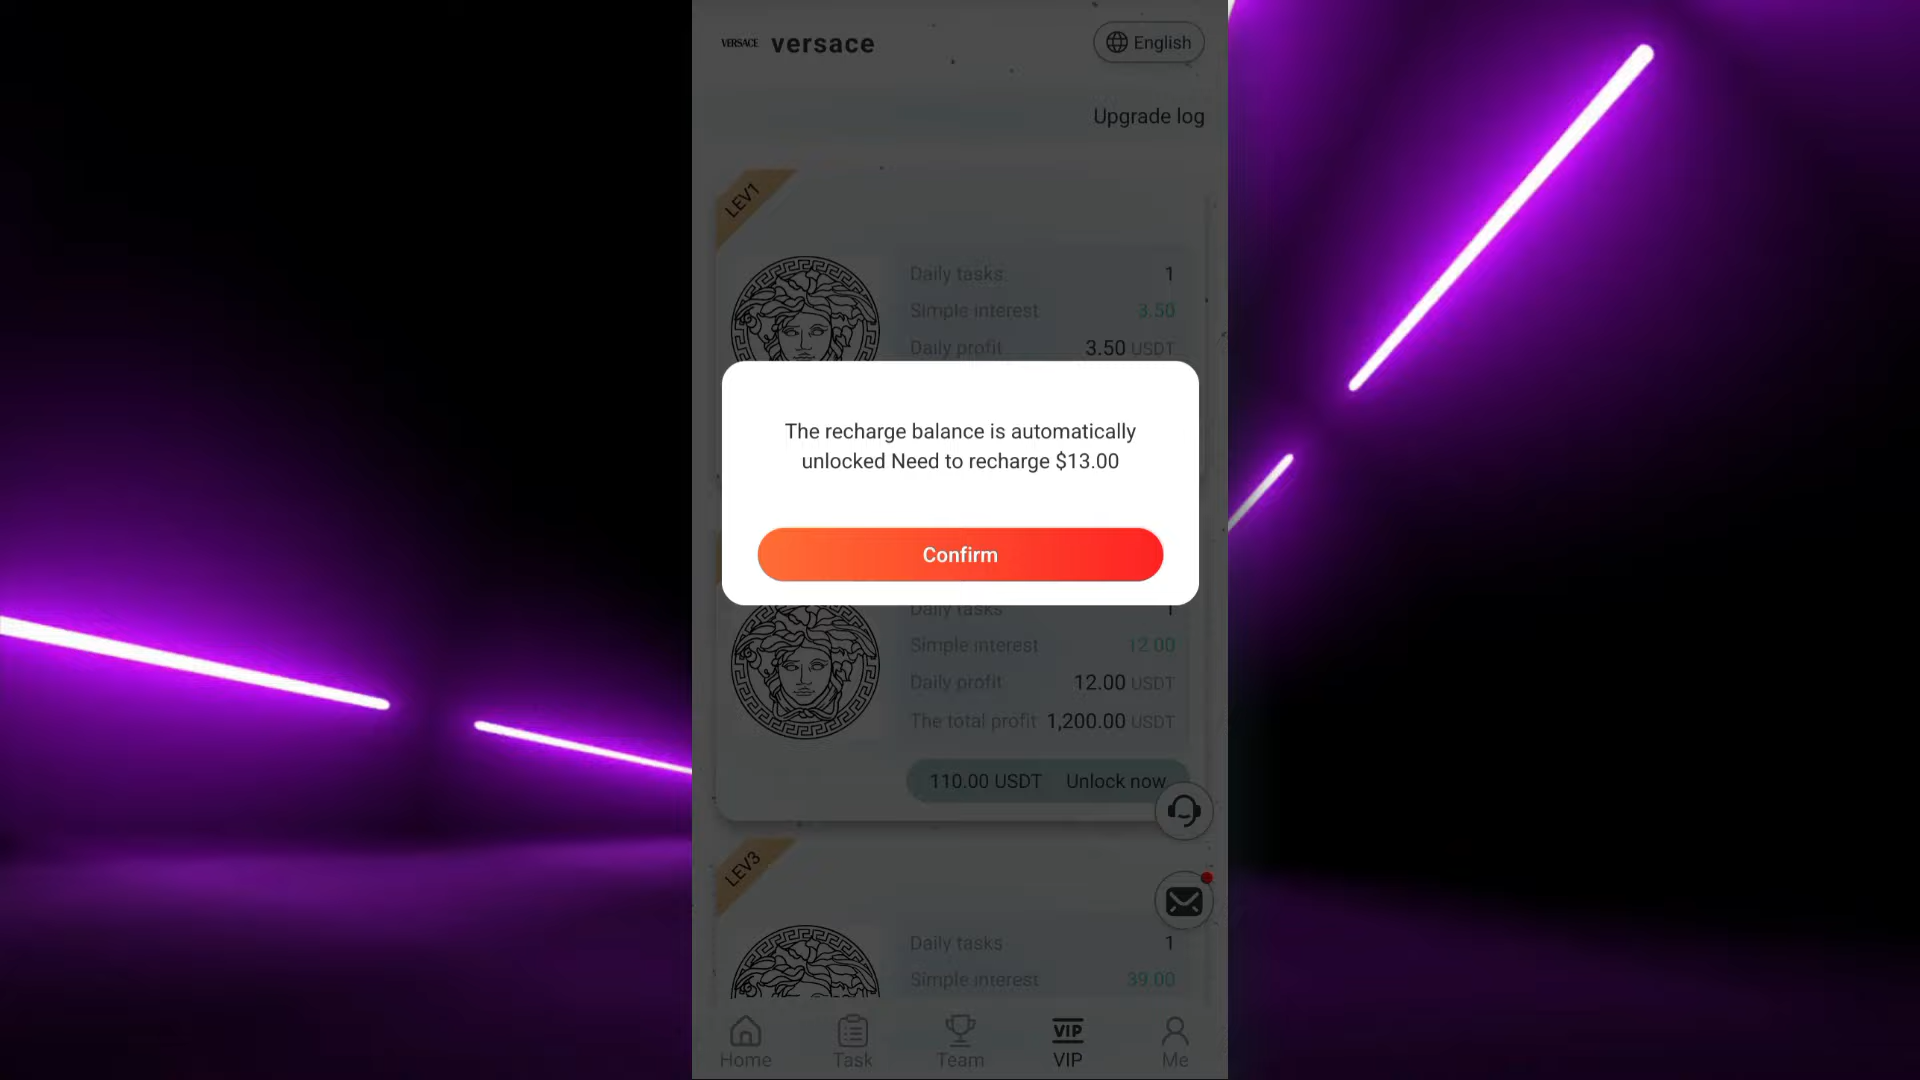 VERSACE versace English
Upgrade log
LEV1
Daily tasks 1
Simple interest 3.50
Daily profit 3.50 USDT
The recharge balance is automatically
unlocked Need to recharge $13.00
Confirm
Daily tasks 1
Simple interest 12.00
Daily profit 12.00 USDT
The total profit 1,200.00 USDT
110.00 USDT Unlock now
LEV3
Daily tasks 1
Simple interest 39.00
VIP
Home Task Team VIP Me